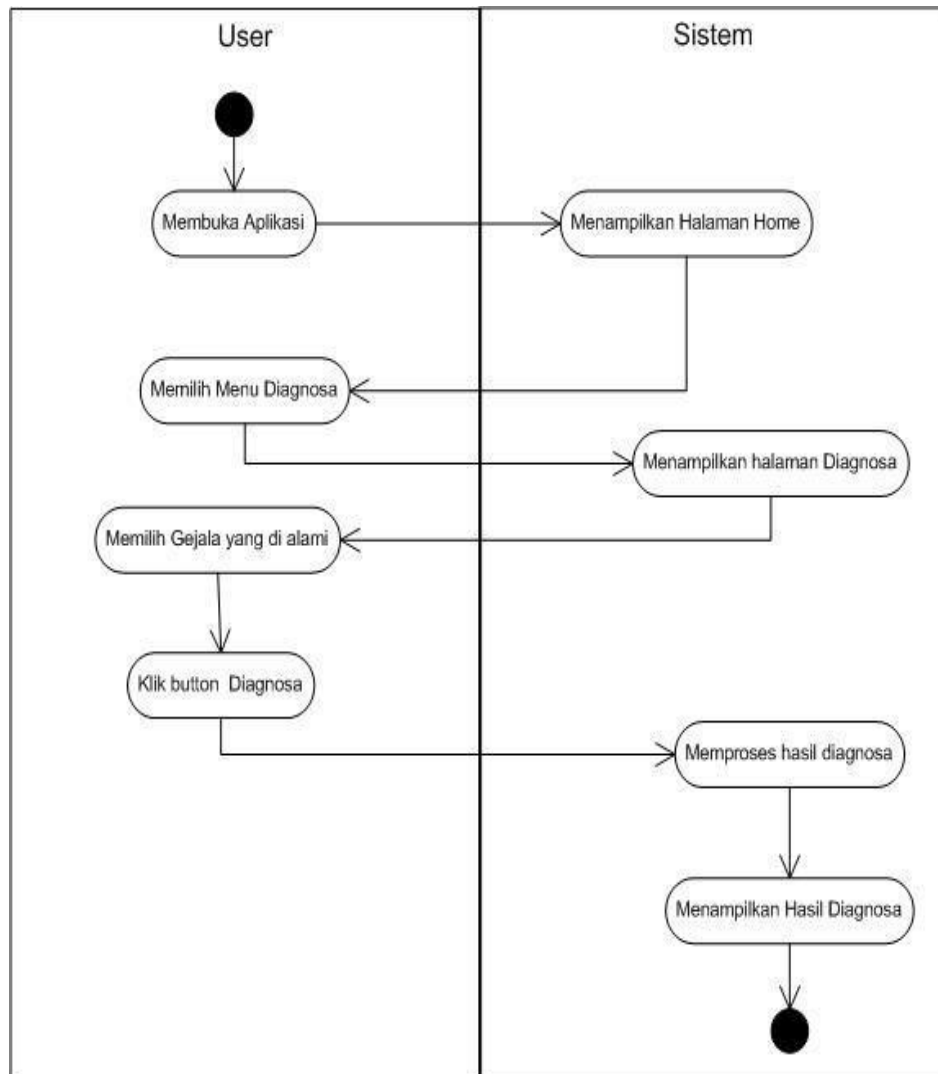 User
Sistem
Membuka Aplikasi
Menampilkan Halaman Home
Memilih Menu Diagnosa
Menampilkan halaman Diagnosa
Memilih Gejala yang di alami
Klik button Diagnosa
Memproses hasil diagnosa
Menampilkan Hasil Diagnosa